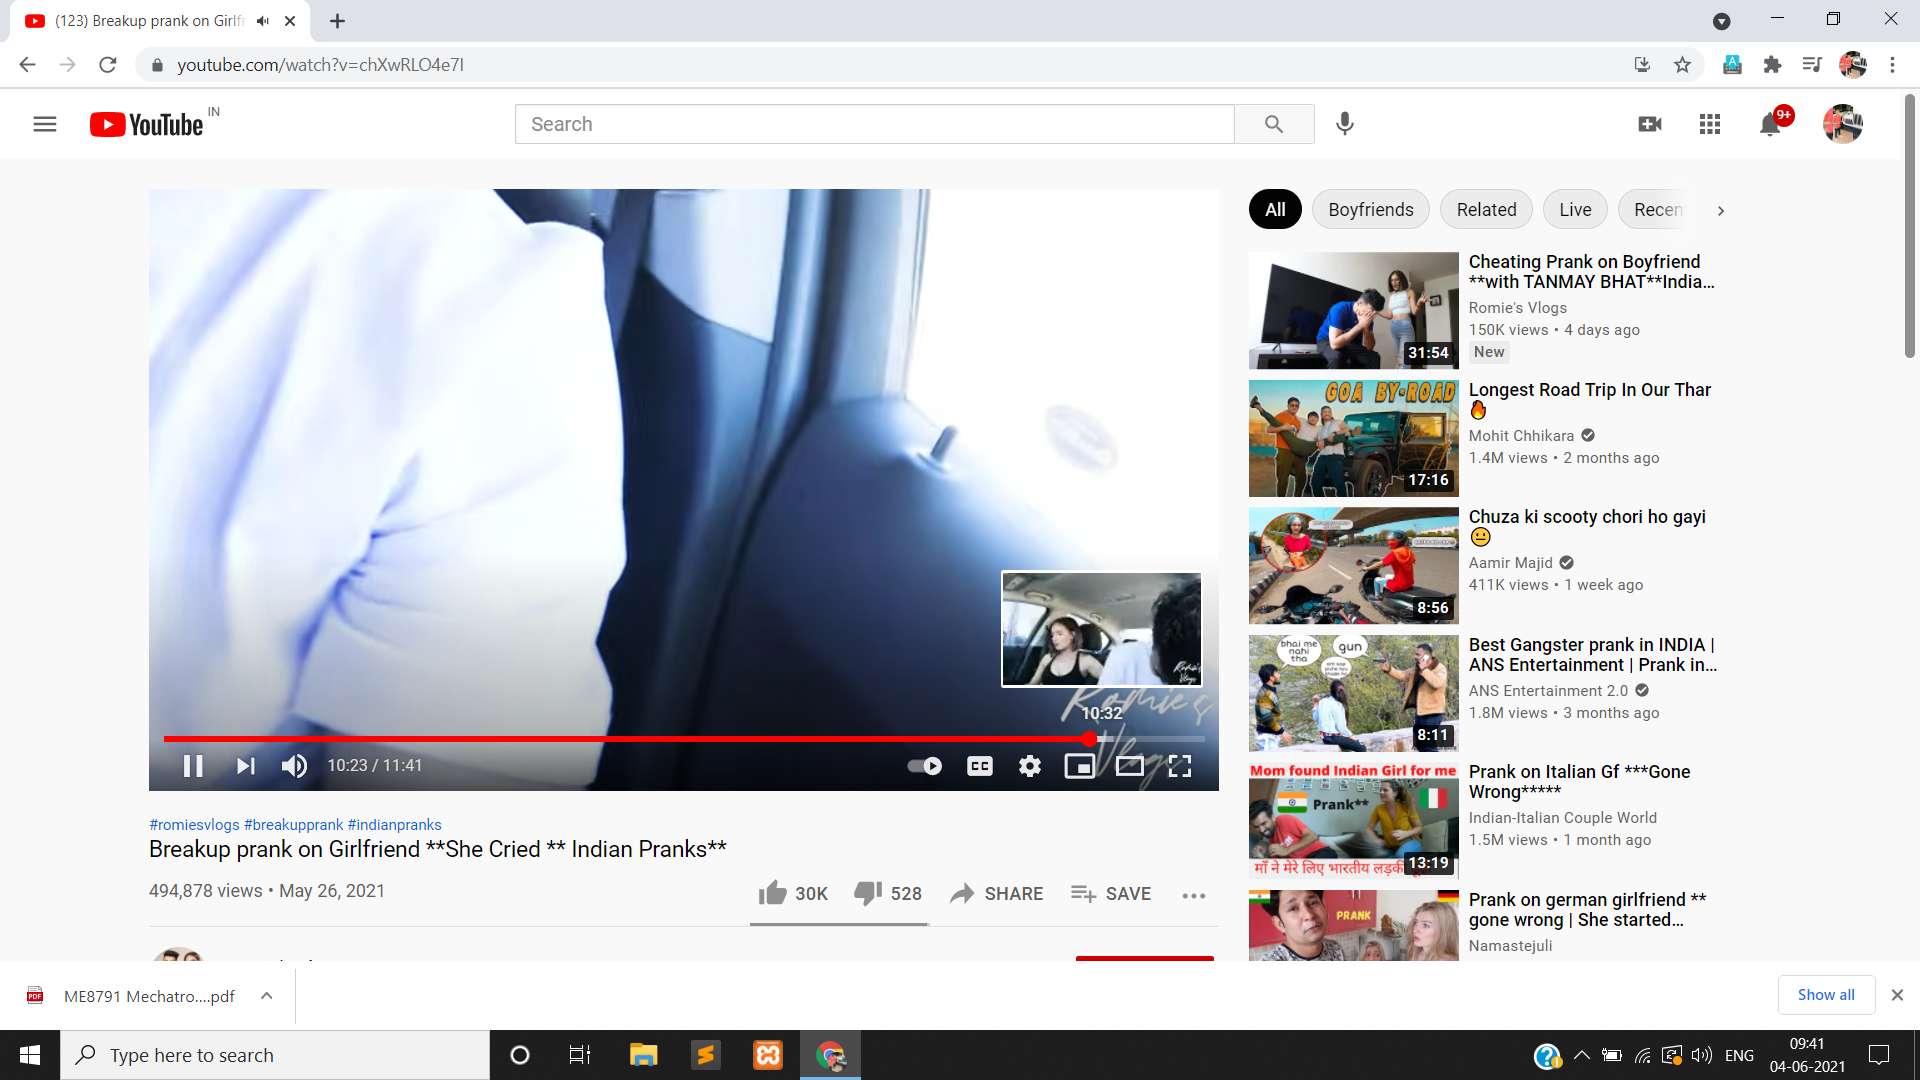 (123) Breakup prank on Girlf
youtube.com/watch?v=chXwRLO4e7I
YouTube IN
Search
9+
All
Boyfriends
Related
Live
Recen
31:54
Cheating Prank on Boyfriend
**with TANMAY BHAT**India...
Romie's Vlogs
150K views • 4 days ago
New
GOA BY-ROAD
17:16
Longest Road Trip In Our Thar
🔥
Mohit Chhikara
1.4M views • 2 months ago
8:56
Chuza ki scooty chori ho gayi
😐
Aamir Majid
411K views • 1 week ago
bhai me
nahi
tha
gun
8:11
Best Gangster prank in INDIA |
ANS Entertainment | Prank in...
ANS Entertainment 2.0
1.8M views • 3 months ago
Mom found Indian Girl for me
Prank**
माँ ने मेरे लिए भारतीय
13:19
Prank on Italian Gf ***Gone
Wrong*****
Indian-Italian Couple World
1.5M views • 1 month ago
PRANK
Prank on german girlfriend **
gone wrong | She started...
Namastejuli
Romie's
Vlogs
10:32
Romie's
Vlogs
10:23 / 11:41
CC
#romiesvlogs #breakupprank #indianpranks
Breakup prank on Girlfriend **She Cried ** Indian Pranks**
494,878 views • May 26, 2021
30K
528
SHARE
SAVE
PDF
ME8791 Mechatro....pdf
Show all
Type here to search
ENG
09:41
04-06-2021